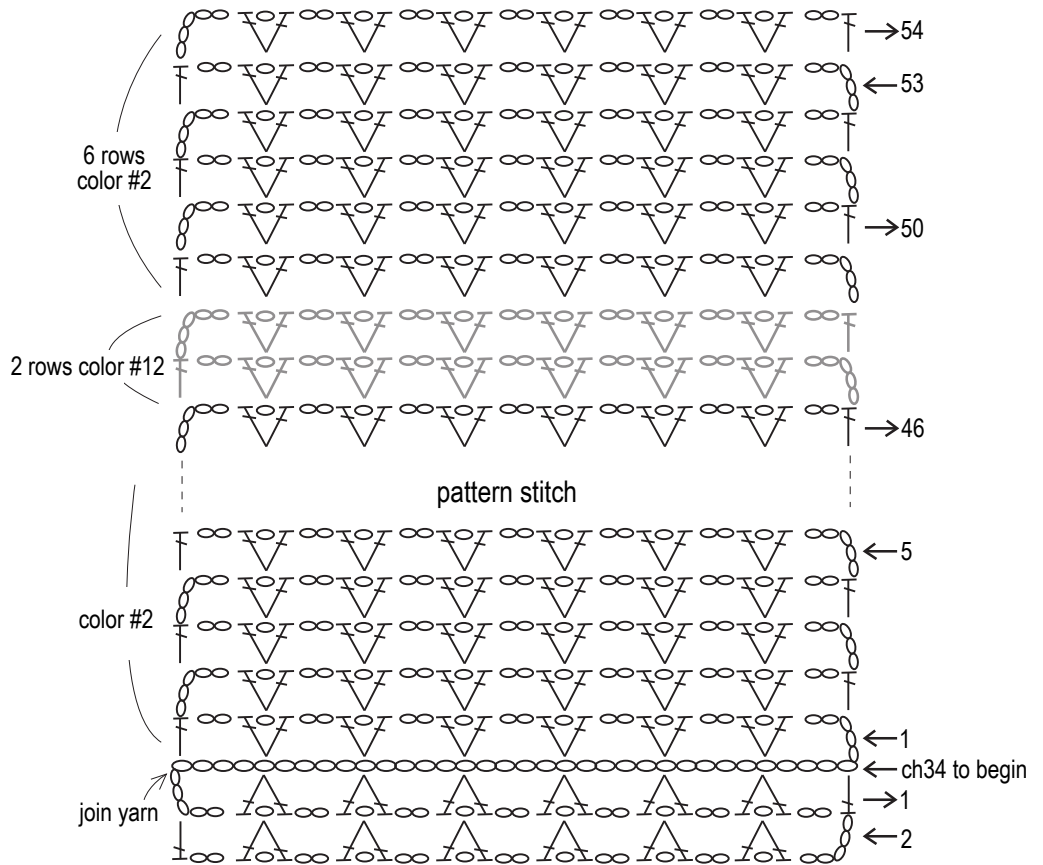 54
53
6 rows
color #2
50
2 rows color #12
46
pattern stitch
5
color #2
1
ch34 to begin
join yarn
1
2